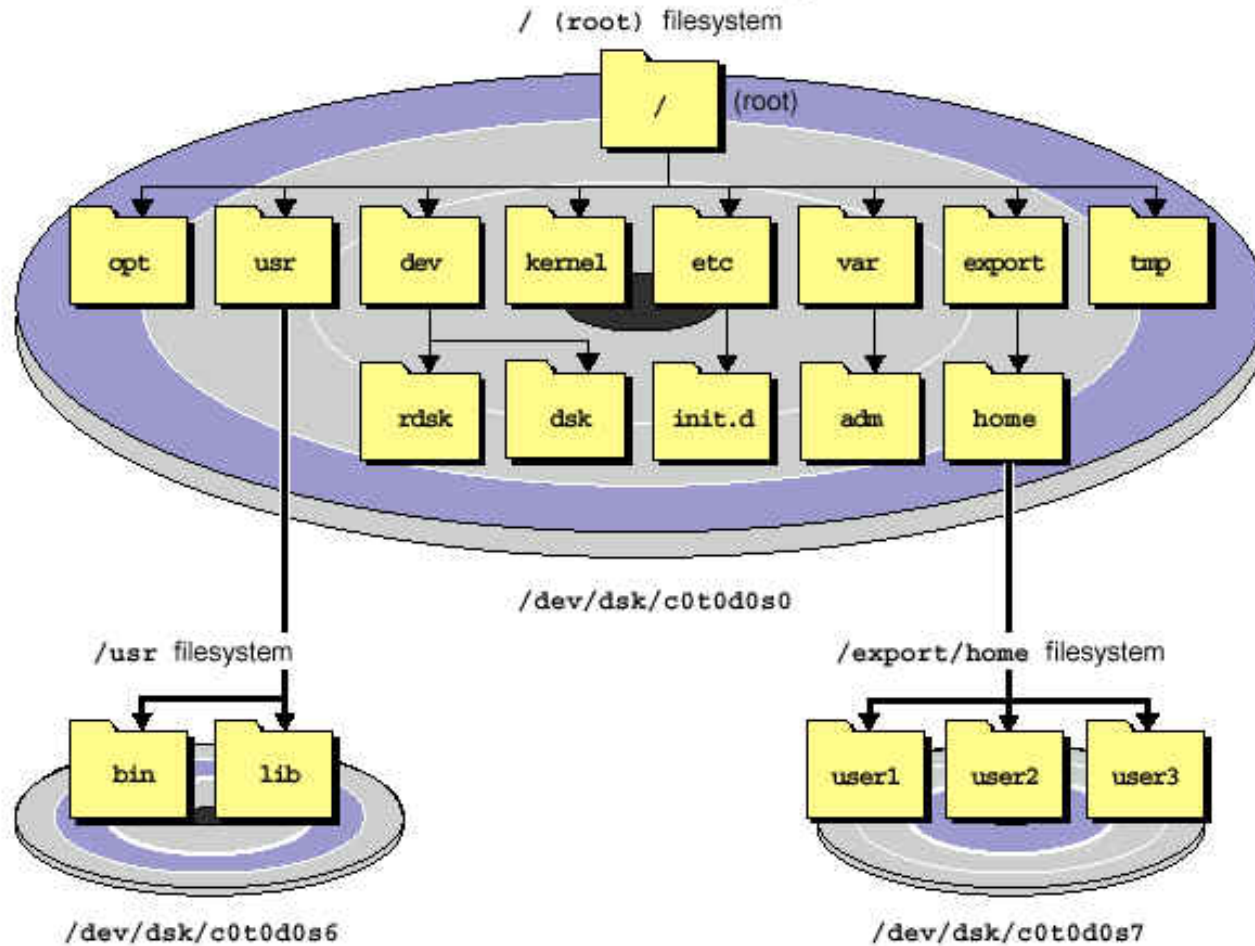 / (root) filesystem
/
(root)
opt usr dev kernel etc var export tmp
rdsk dsk init.d adm home
/dev/dsk/c0t0d0s0
/usr filesystem
/export/home filesystem
bin lib
user1 user2 user3
/dev/dsk/c0t0d0s6
/dev/dsk/c0t0d0s7